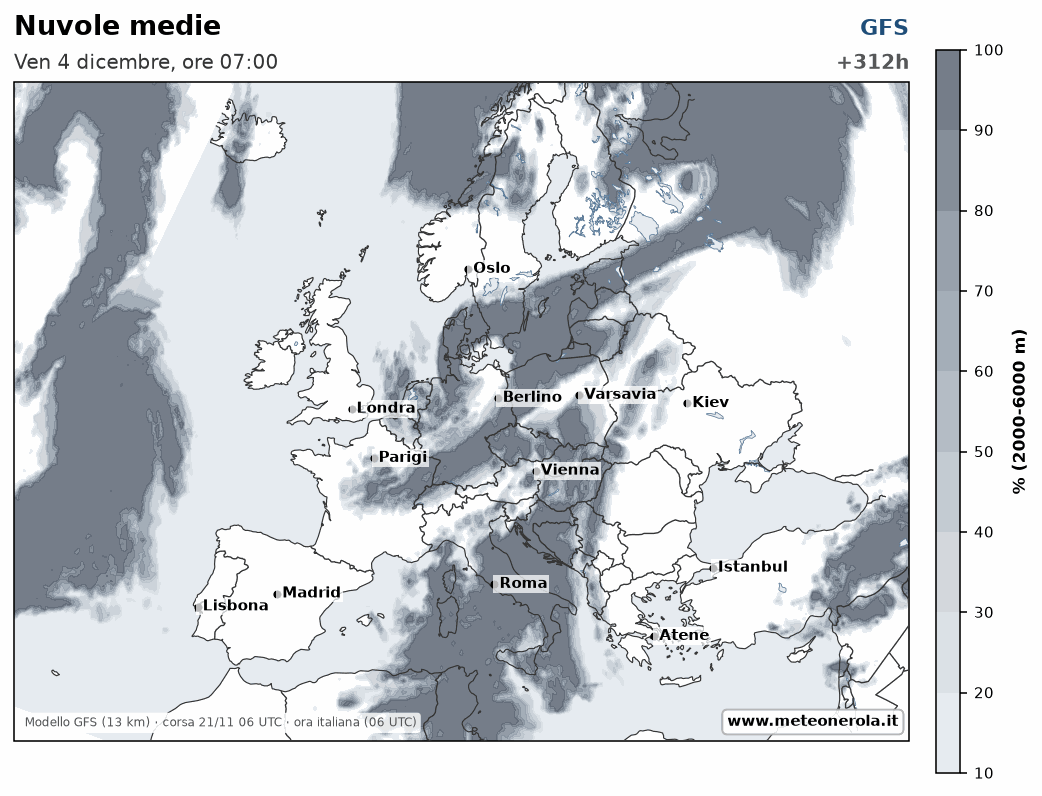 Nuvole medie
GFS
Ven 4 dicembre, ore 07:00
+312h
100
90
80
70
60
50
40
30
20
10
% (2000-6000 m)
Oslo
Londra
Berlino
Varsavia
Kiev
Parigi
Vienna
Istanbul
Roma
Madrid
Lisbona
Atene
Modello GFS (13 km) · corsa 21/11 06 UTC · ora italiana (06 UTC)
www.meteonerola.it